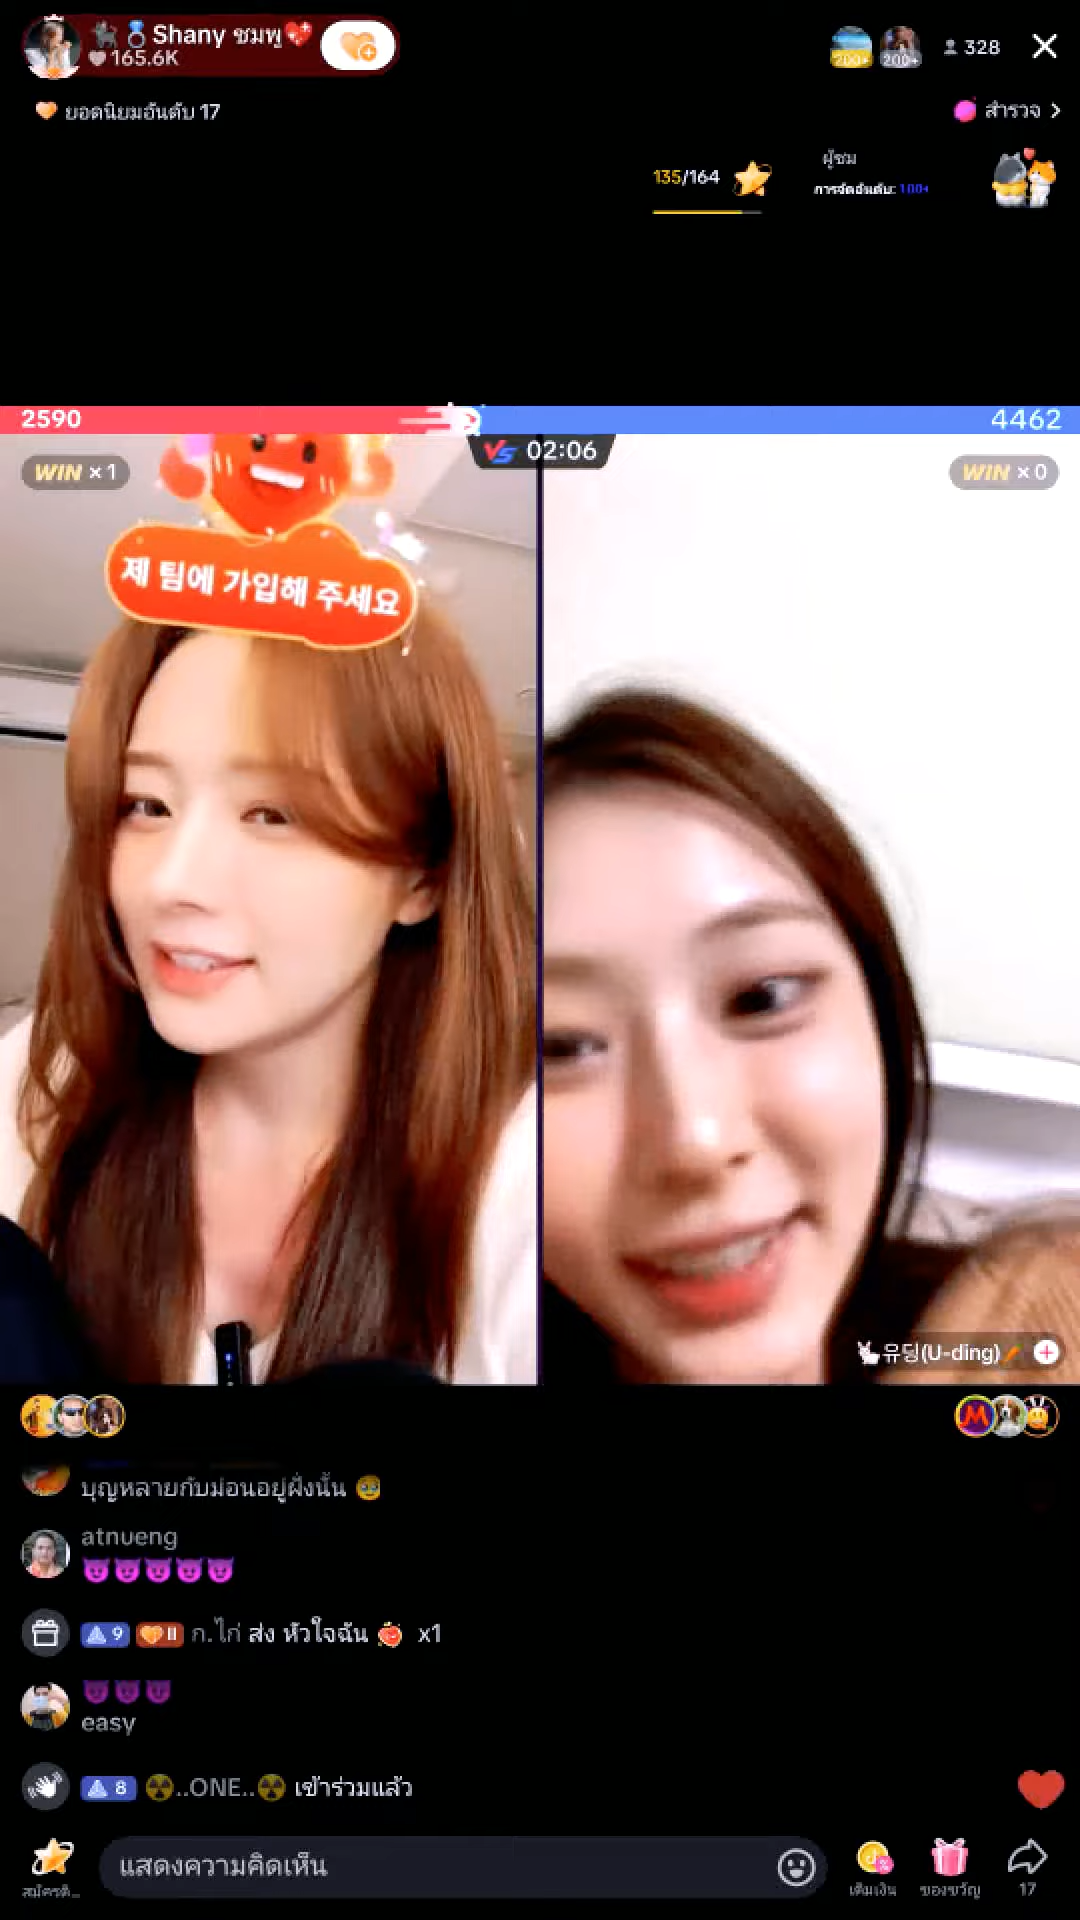 Shany ชมพู
165.6K
200+
200+
328
ยอดนิยมอันดับ 17
สำรวจ
135/164
ผู้ชม
การจัดอันดับ: 100+
2590
4462
VS 02:06
WIN x 1
WIN x 0
제 팀에 가입해 주세요
유딩(U-ding)
บุญหลายกับม่อนอยู่ฝั่งนั้น
atnueng
9 II ก.ไก่ ส่ง หัวใจฉัน x1
easy
8 ..ONE.. เข้าร่วมแล้ว
แสดงความคิดเห็น
เติมเงิน
ของขวัญ
17